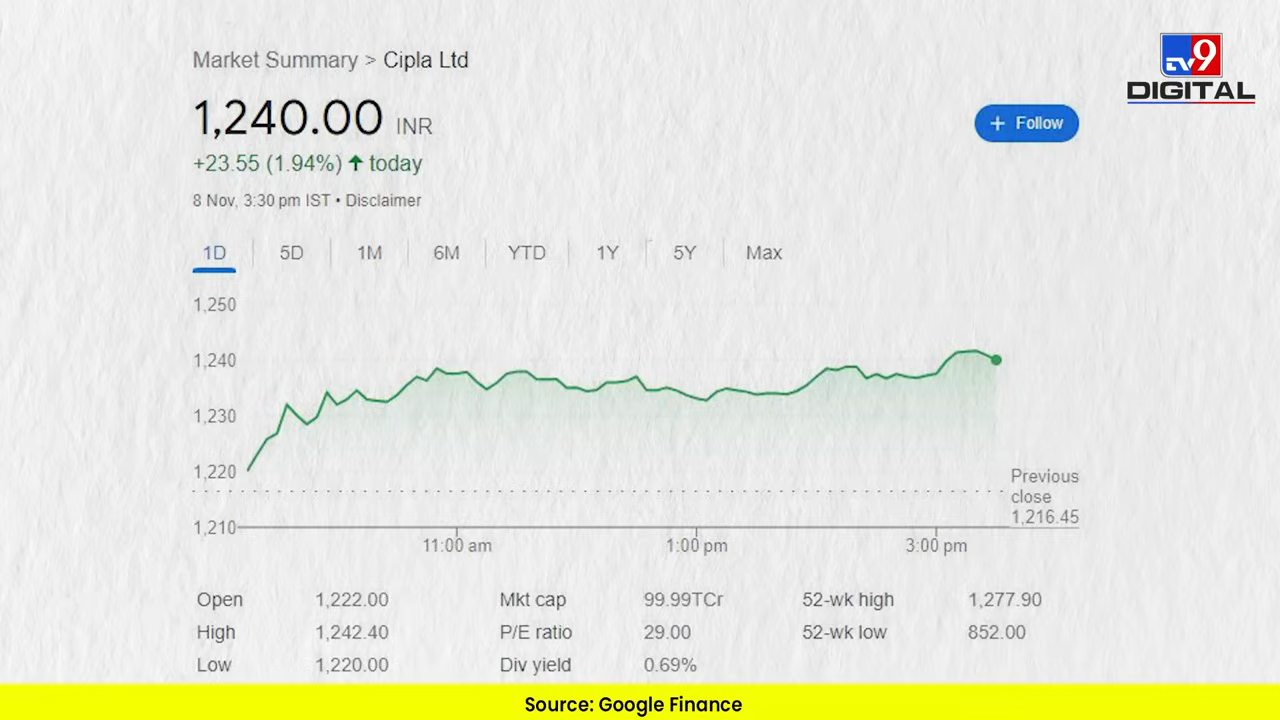 tv9
DIGITAL
Market Summary > Cipla Ltd
1,240.00 INR
+ Follow
+23.55 (1.94%) ↑ today
8 Nov, 3:30 pm IST • Disclaimer
1D 5D 1M 6M YTD 1Y 5Y Max
1,250
1,240
1,230
1,220
1,210
Previous
close
1,216.45
11:00 am 1:00 pm 3:00 pm
Open 1,222.00 Mkt cap 99.99TCr 52-wk high 1,277.90
High 1,242.40 P/E ratio 29.00 52-wk low 852.00
Low 1,220.00 Div yield 0.69%
Source: Google Finance